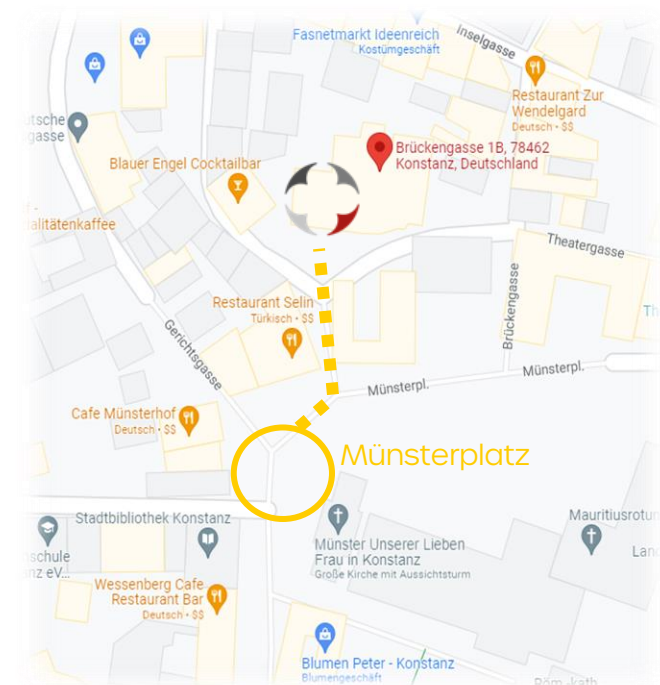 Fasnetmarkt Ideenreich
Kostümgeschäft
Inselgasse
Restaurant Zur
Wendelgard
Deutsch • $$
Brückengasse 1B, 78462
Konstanz, Deutschland
Blauer Engel Cocktailbar
Theatergasse
Brückengasse
Restaurant Selin
Türkisch • $$
Gerichtsgasse
Münsterpl.
Münsterpl.
Cafe Münsterhof
Deutsch • $$
Münsterplatz
Stadtbibliothek Konstanz
Münster Unserer Lieben
Frau in Konstanz
Große Kirche mit Aussichtsturm
Wessenberg Cafe
Restaurant Bar
Deutsch • $$
Blumen Peter - Konstanz
Blumengeschäft